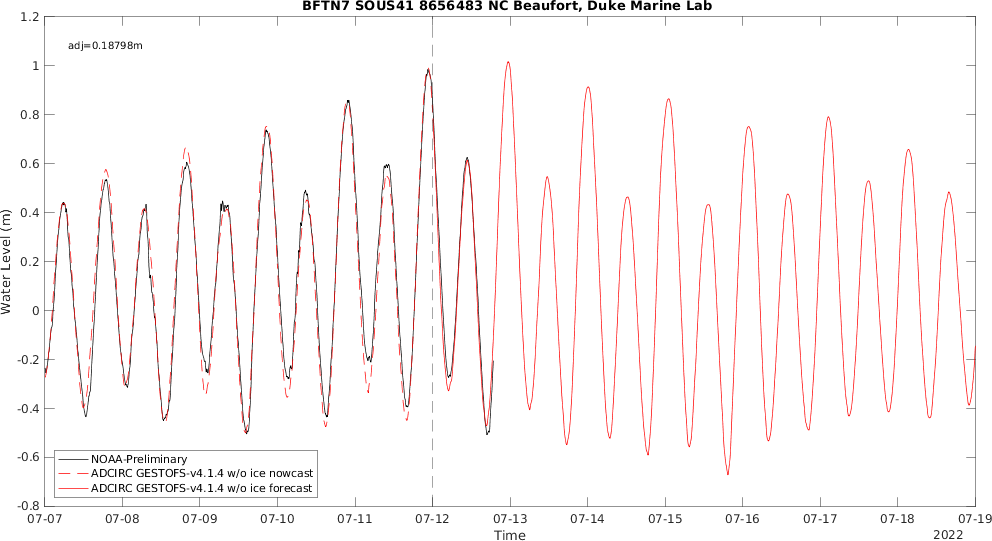 BFTN7 SOUS41 8656483 NC Beaufort, Duke Marine Lab
adj=0.18798m
1.2
1
0.8
0.6
0.4
0.2
0
-0.2
-0.4
-0.6
-0.8
Water Level (m)
NOAA-Preliminary
ADCIRC GESTOFS-v4.1.4 w/o ice nowcast
ADCIRC GESTOFS-v4.1.4 w/o ice forecast
07-07 07-08 07-09 07-10 07-11 07-12 07-13 07-14 07-15 07-16 07-17 07-18 07-19
Time
2022